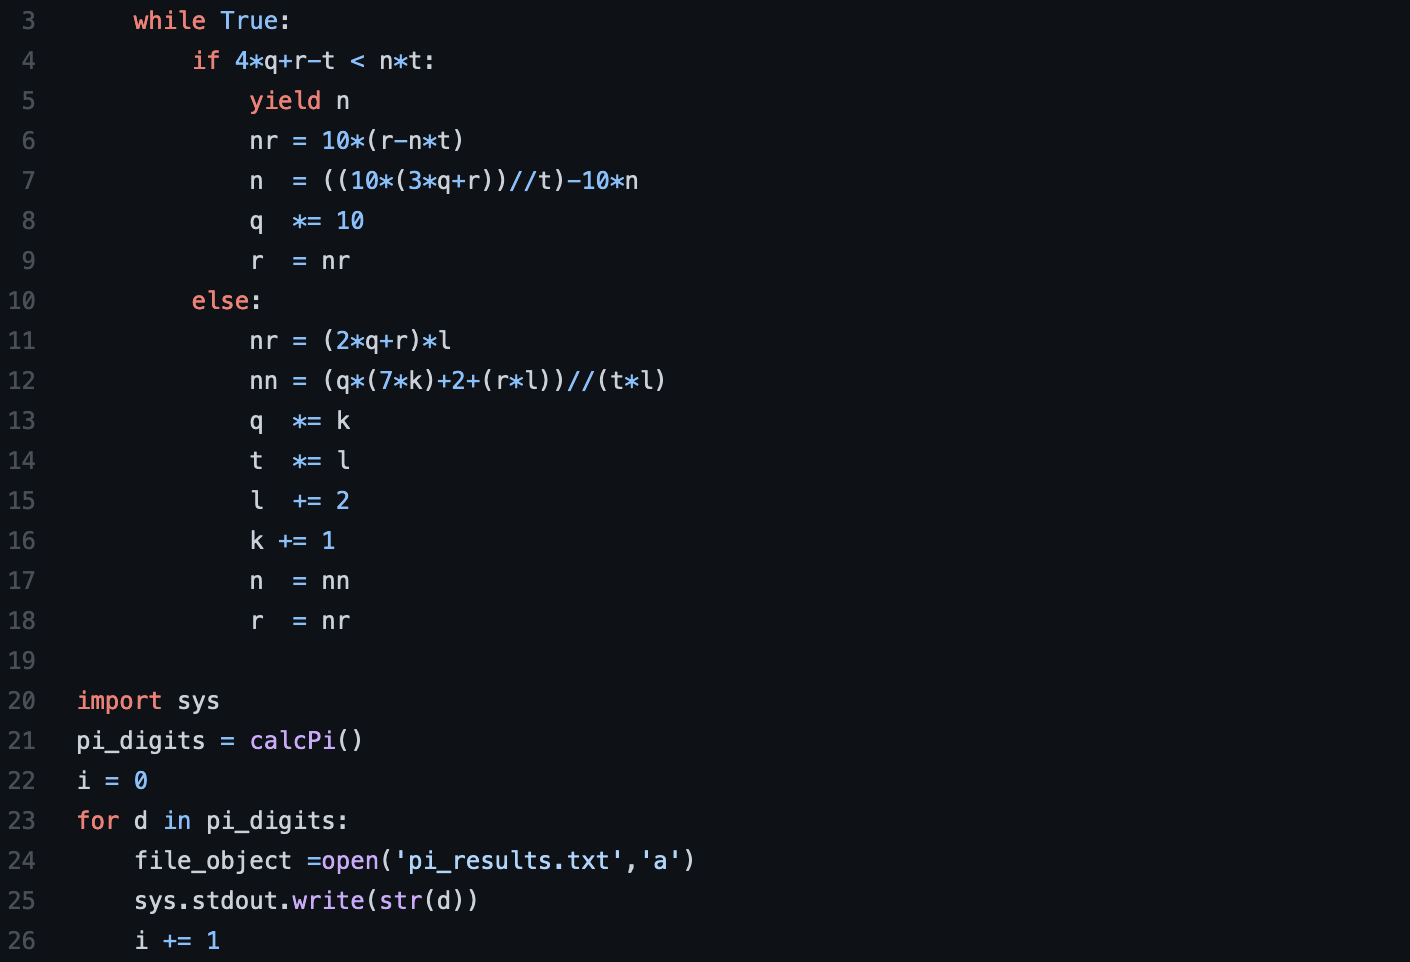 3 while True:
4 if 4*q+r-t < n*t:
5 yield n
6 nr = 10*(r-n*t)
7 n  = ((10*(3*q+r))//t)-10*n
8 q  *= 10
9 r  = nr
10 else:
11 nr = (2*q+r)*l
12 nn = (q*(7*k)+2+(r*l))//(t*l)
13 q  *= k
14 t  *= l
15 l  += 2
16 k += 1
17 n  = nn
18 r  = nr
19
20 import sys
21 pi_digits = calcPi()
22 i = 0
23 for d in pi_digits:
24 file_object =open('pi_results.txt','a')
25 sys.stdout.write(str(d))
26 i += 1